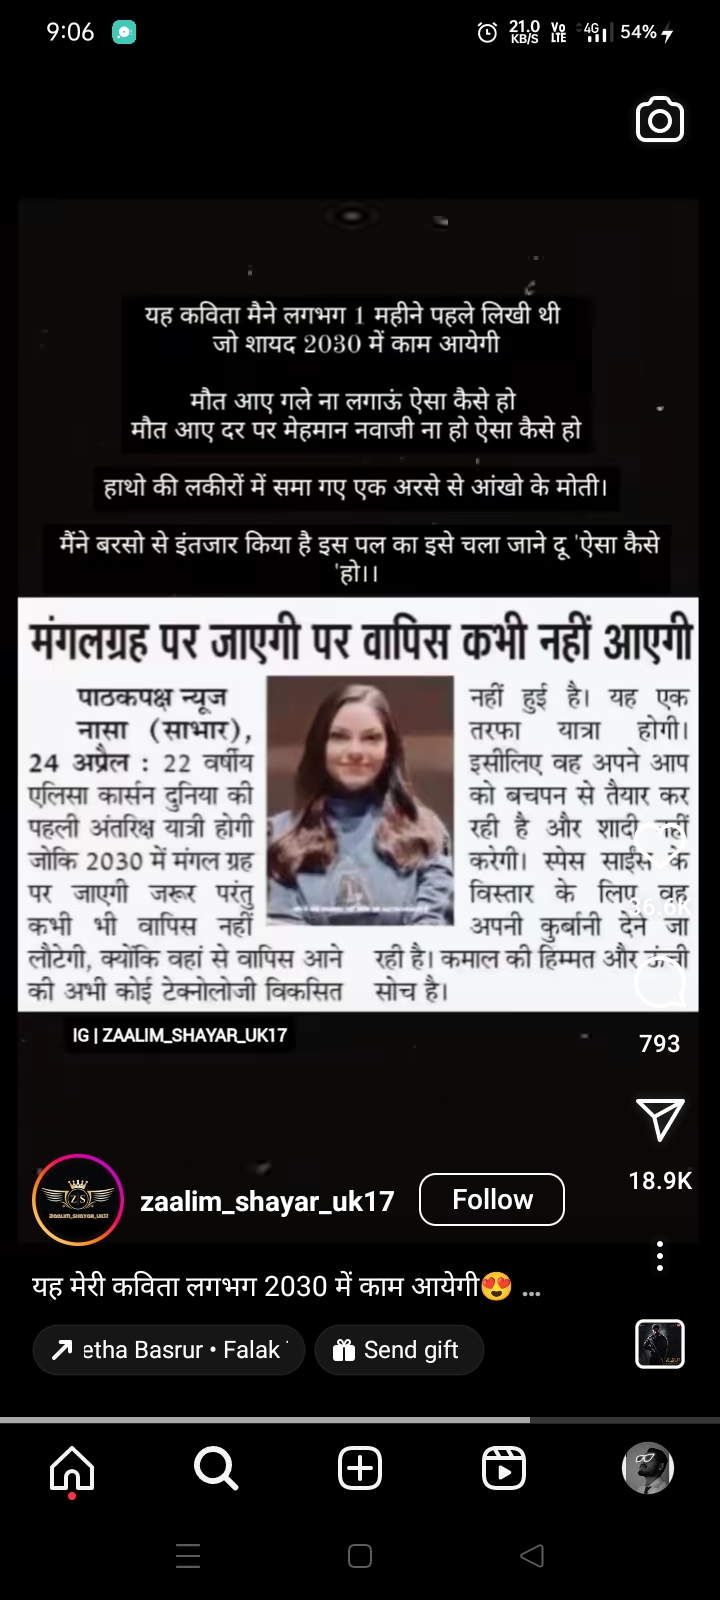 9:06
21.0 KB/S
Vo LTE
4G
54%
यह कविता मैने लगभग 1 महीने पहले लिखी थी
जो शायद 2030 में काम आयेगी
मौत आए गले ना लगाऊं ऐसा कैसे हो
मौत आए दर पर मेहमान नवाजी ना हो ऐसा कैसे हो
हाथो की लकीरों में समा गए एक अरसे से आंखो के मोती।
मैंने बरसो से इंतजार किया है इस पल का इसे चला जाने दू 'ऐसा कैसे
'हो।।
मंगलग्रह पर जाएगी पर वापिस कभी नहीं आएगी
पाठकपक्ष न्यूज
नासा (साभार),
24 अप्रैल : 22 वर्षीय
एलिसा कार्सन दुनिया की
पहली अंतरिक्ष यात्री होगी
जोकि 2030 में मंगल ग्रह
पर जाएगी जरूर परंतु
कभी भी वापिस नहीं
लौटेगी, क्योंकि वहां से वापिस आने
की अभी कोई टेक्नोलोजी विकसित
नहीं हुई है। यह एक
तरफा यात्रा होगी।
इसीलिए वह अपने आप
को बचपन से तैयार कर
रही है और शादी नहीं
करेगी। स्पेस साईंस के
विस्तार के लिए वह
अपनी कुर्बानी देने जा
रही है। कमाल की हिम्मत और ऊंची
सोच है।
36.6K
793
18.9K
IG | ZAALIM_SHAYAR_UK17
ZS
ZAALIM_SHAYAR_UK17
zaalim_shayar_uk17
Follow
यह मेरी कविता लगभग 2030 में काम आयेगी😍 ...
etha Basrur • Falak
Send gift